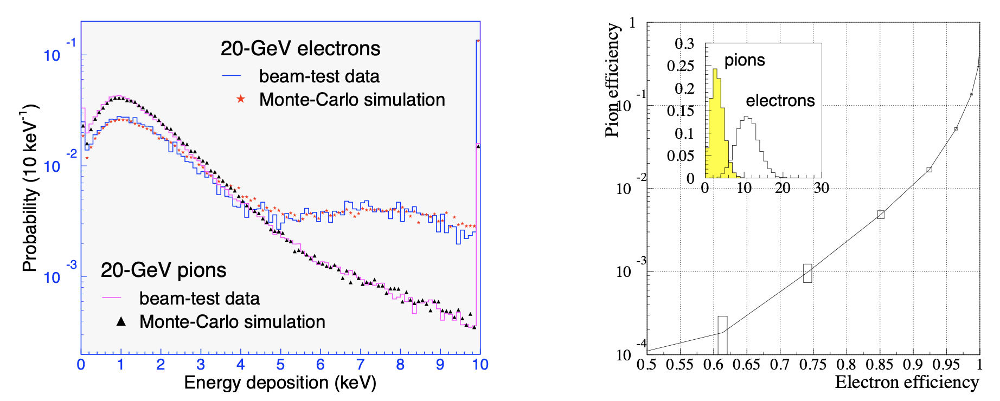 20-GeV electrons
beam-test data
Monte-Carlo simulation
20-GeV pions
beam-test data
Monte-Carlo simulation
Probability (10 keV⁻¹)
10⁻¹
10⁻²
10⁻³
0 1 2 3 4 5 6 7 8 9 10
Energy deposition (keV)
Pion efficiency
1
10⁻¹
10⁻²
10⁻³
10⁻⁴
0.5 0.55 0.6 0.65 0.7 0.75 0.8 0.85 0.9 0.95 1
Electron efficiency
pions
electrons
0.3
0.25
0.2
0.15
0.1
0.05
0
0 10 20 30